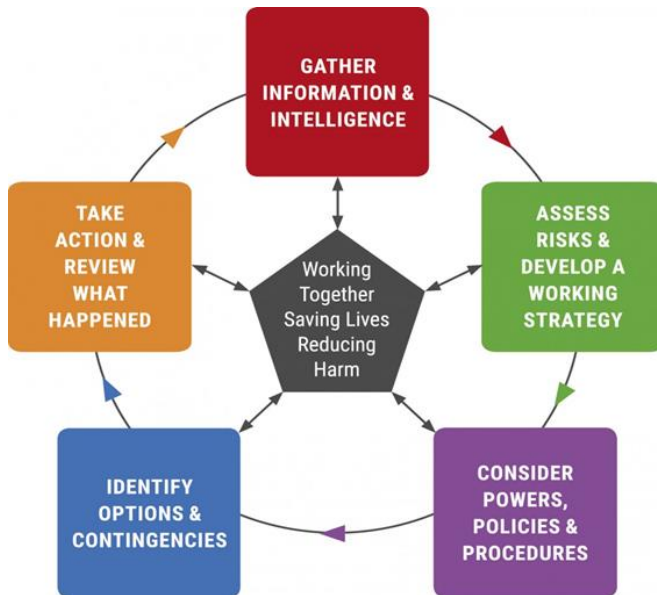 GATHER
INFORMATION &
INTELLIGENCE
ASSESS
RISKS &
DEVELOP A
WORKING
STRATEGY
CONSIDER
POWERS,
POLICIES &
PROCEDURES
IDENTIFY
OPTIONS &
CONTINGENCIES
TAKE
ACTION &
REVIEW
WHAT
HAPPENED
Working
Together
Saving Lives
Reducing
Harm